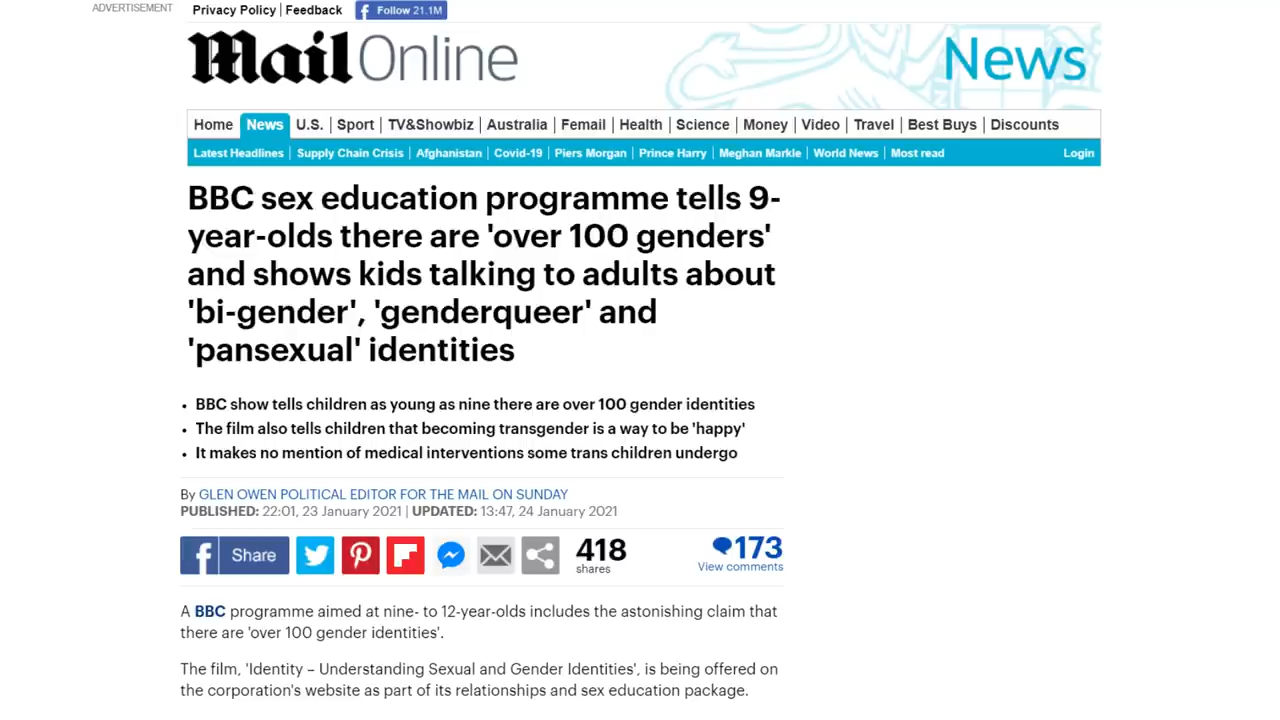 ADVERTISEMENT
Privacy Policy | Feedback
Follow 21.1M
Mail Online
News
Home News U.S. | Sport | TV&Showbiz | Australia | Femail | Health | Science | Money | Video | Travel | Best Buys | Discounts
Latest Headlines | Supply Chain Crisis | Afghanistan | Covid-19 | Piers Morgan | Prince Harry | Meghan Markle | World News | Most read Login
BBC sex education programme tells 9-
year-olds there are 'over 100 genders'
and shows kids talking to adults about
'bi-gender', 'genderqueer' and
'pansexual' identities
• BBC show tells children as young as nine there are over 100 gender identities
• The film also tells children that becoming transgender is a way to be 'happy'
• It makes no mention of medical interventions some trans children undergo
By GLEN OWEN POLITICAL EDITOR FOR THE MAIL ON SUNDAY
PUBLISHED: 22:01, 23 January 2021 | UPDATED: 13:47, 24 January 2021
Share
418
shares
173
View comments
A BBC programme aimed at nine- to 12-year-olds includes the astonishing claim that
there are 'over 100 gender identities'.
The film, 'Identity – Understanding Sexual and Gender Identities', is being offered on
the corporation's website as part of its relationships and sex education package.